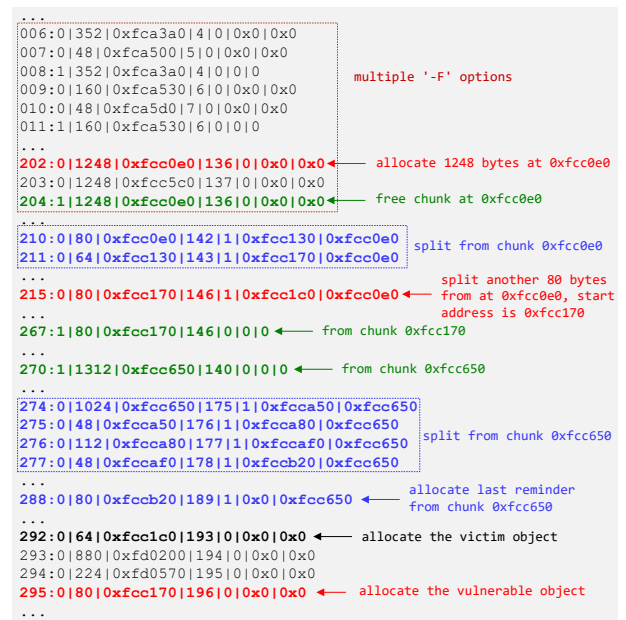 ...
006:0|352|0xfca3a0|4|0|0x0|0x0
007:0|48|0xfca500|5|0|0x0|0x0
008:1|352|0xfca3a0|4|0|0|0
multiple '-F' options
009:0|160|0xfca530|6|0|0x0|0x0
010:0|48|0xfca5d0|7|0|0x0|0x0
011:1|160|0xfca530|6|0|0|0
...
202:0|1248|0xfcc0e0|136|0|0x0|0x0 allocate 1248 bytes at 0xfcc0e0
203:0|1248|0xfcc5c0|137|0|0x0|0x0
204:1|1248|0xfcc0e0|136|0|0x0|0x0 free chunk at 0xfcc0e0
...
210:0|80|0xfcc0e0|142|1|0xfcc130|0xfcc0e0
split from chunk 0xfcc0e0
211:0|64|0xfcc130|143|1|0xfcc170|0xfcc0e0
...
215:0|80|0xfcc170|146|1|0xfcc1c0|0xfcc0e0
split another 80 bytes
from at 0xfcc0e0, start
address is 0xfcc170
...
267:1|80|0xfcc170|146|0|0|0 from chunk 0xfcc170
...
270:1|1312|0xfcc650|140|0|0|0 from chunk 0xfcc650
...
274:0|1024|0xfcc650|175|1|0xfcca50|0xfcc650
275:0|48|0xfcca50|176|1|0xfcca80|0xfcc650
split from chunk 0xfcc650
276:0|112|0xfcca80|177|1|0xfccaf0|0xfcc650
277:0|48|0xfccaf0|178|1|0xfccb20|0xfcc650
...
288:0|80|0xfccb20|189|1|0x0|0xfcc650
allocate last reminder
from chunk 0xfcc650
...
292:0|64|0xfcc1c0|193|0|0x0|0x0 allocate the victim object
293:0|880|0xfd0200|194|0|0x0|0x0
294:0|224|0xfd0570|195|0|0x0|0x0
295:0|80|0xfcc170|196|0|0x0|0x0 allocate the vulnerable object
...